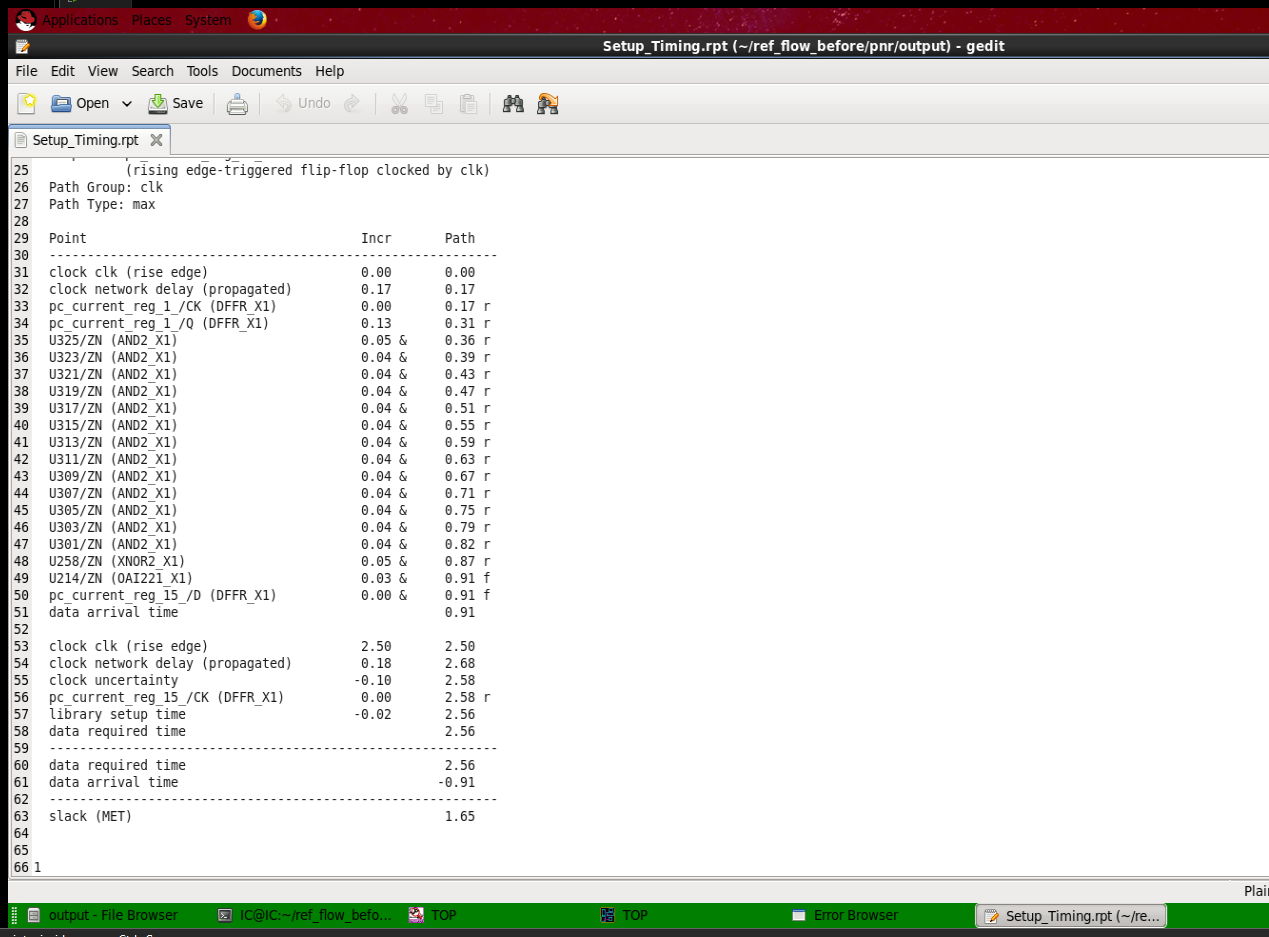 Applications Places System
Setup_Timing.rpt (~/ref_flow_before/pnr/output) - gedit
File Edit View Search Tools Documents Help
Open Save Undo
Setup_Timing.rpt
25 (rising edge-triggered flip-flop clocked by clk)
26 Path Group: clk
27 Path Type: max
28
29 Point Incr Path
30 -----------------------------------------------------------
31 clock clk (rise edge) 0.00 0.00
32 clock network delay (propagated) 0.17 0.17
33 pc_current_reg_1_/CK (DFFR_X1) 0.00 0.17 r
34 pc_current_reg_1_/Q (DFFR_X1) 0.13 0.31 r
35 U325/ZN (AND2_X1) 0.05 & 0.36 r
36 U323/ZN (AND2_X1) 0.04 & 0.39 r
37 U321/ZN (AND2_X1) 0.04 & 0.43 r
38 U319/ZN (AND2_X1) 0.04 & 0.47 r
39 U317/ZN (AND2_X1) 0.04 & 0.51 r
40 U315/ZN (AND2_X1) 0.04 & 0.55 r
41 U313/ZN (AND2_X1) 0.04 & 0.59 r
42 U311/ZN (AND2_X1) 0.04 & 0.63 r
43 U309/ZN (AND2_X1) 0.04 & 0.67 r
44 U307/ZN (AND2_X1) 0.04 & 0.71 r
45 U305/ZN (AND2_X1) 0.04 & 0.75 r
46 U303/ZN (AND2_X1) 0.04 & 0.79 r
47 U301/ZN (AND2_X1) 0.04 & 0.82 r
48 U258/ZN (XNOR2_X1) 0.05 & 0.87 r
49 U214/ZN (OAI221_X1) 0.03 & 0.91 f
50 pc_current_reg_15_/D (DFFR_X1) 0.00 & 0.91 f
51 data arrival time 0.91
52
53 clock clk (rise edge) 2.50 2.50
54 clock network delay (propagated) 0.18 2.68
55 clock uncertainty -0.10 2.58
56 pc_current_reg_15_/CK (DFFR_X1) 0.00 2.58 r
57 library setup time -0.02 2.56
58 data required time 2.56
59 -----------------------------------------------------------
60 data required time 2.56
61 data arrival time -0.91
62 -----------------------------------------------------------
63 slack (MET) 1.65
64
65
66 1
Plai
output - File Browser IC@IC:~/ref_flow_befo... TOP TOP Error Browser Setup_Timing.rpt (~/re...